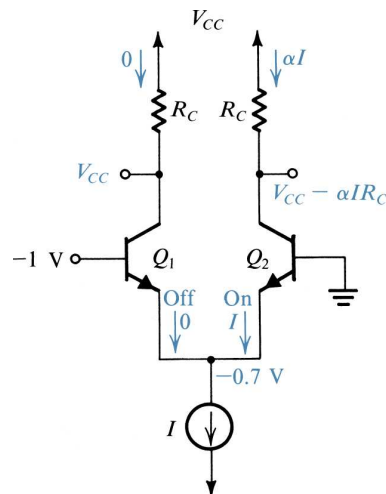 V_CC
0
αI
R_C
R_C
V_CC
V_CC − αIR_C
−1 V
Q_1
Q_2
Off
On
0
I
−0.7 V
I